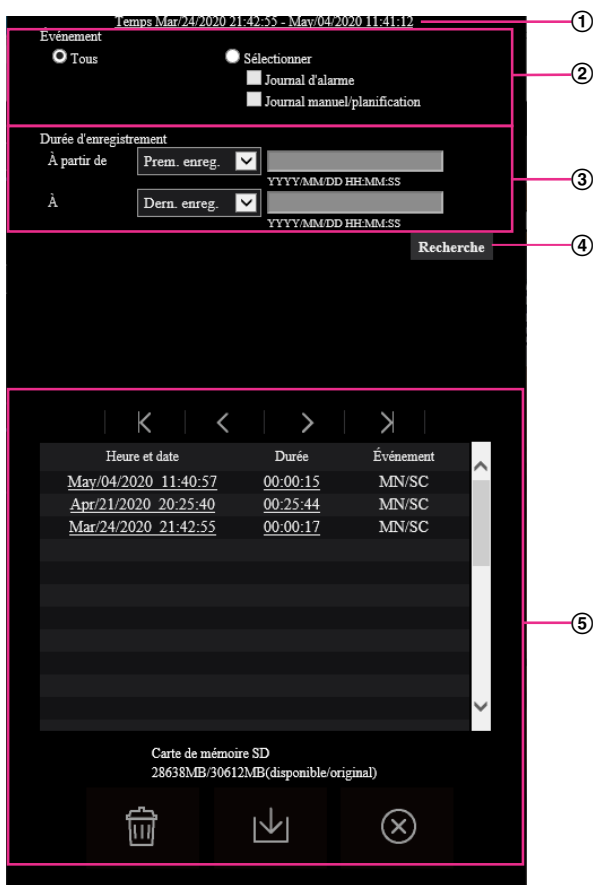 Temps Mar/24/2020 21:42:55 - May/04/2020 11:41:12
①
Événement
Tous
Sélectionner
②
Journal d'alarme
Journal manuel/planification
Durée d'enregistrement
À partir de Prem. enreg.
③
YYYY/MM/DD HH:MM:SS
À Dern. enreg.
YYYY/MM/DD HH:MM:SS
Recherche
④
Heure et date Durée Événement
May/04/2020 11:40:57 00:00:15 MN/SC
Apr/21/2020 20:25:40 00:25:44 MN/SC
Mar/24/2020 21:42:55 00:00:17 MN/SC
⑤
Carte de mémoire SD
28638MB/30612MB(disponible/original)